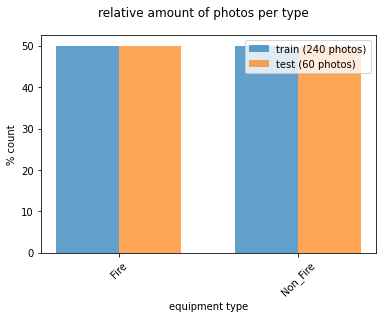 relative amount of photos per type
train (240 photos)
test (60 photos)
% count
50
40
30
20
10
0
Fire
Non_Fire
equipment type